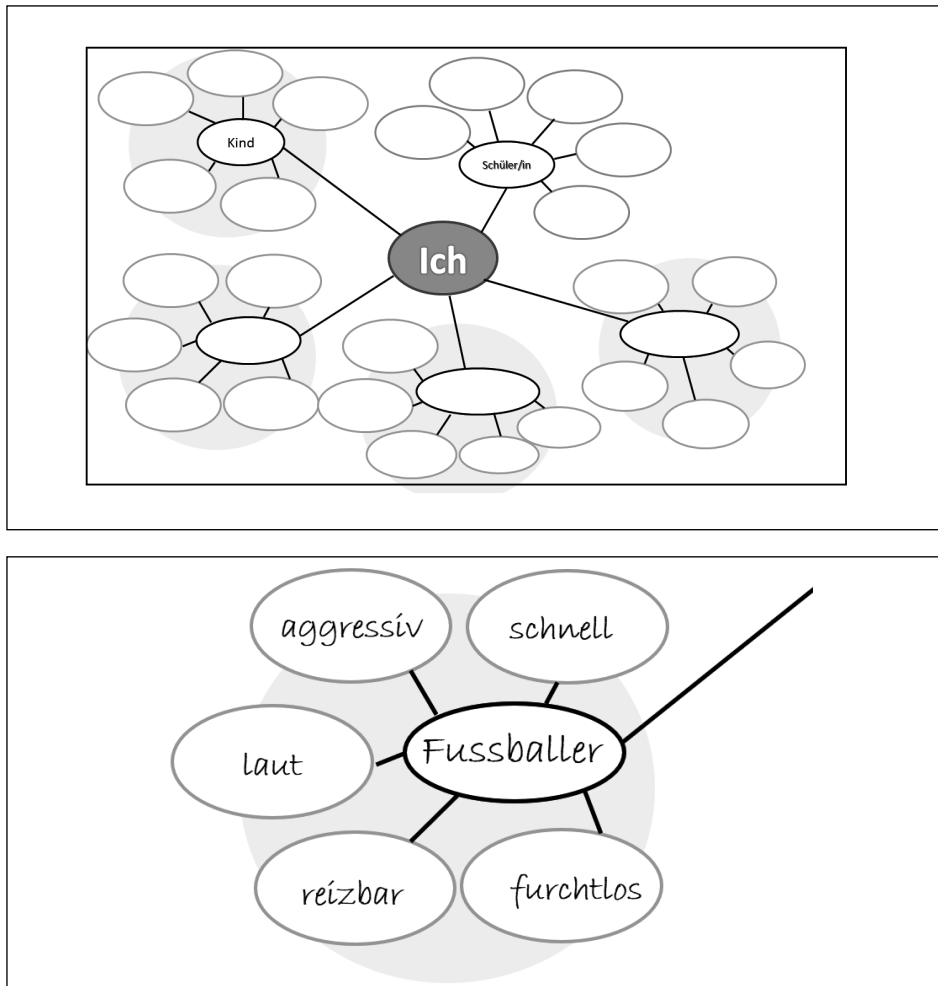 Kind
Schüler/in
Ich
aggressiv
schnell
Fussballer
laut
reizbar
furchtlos